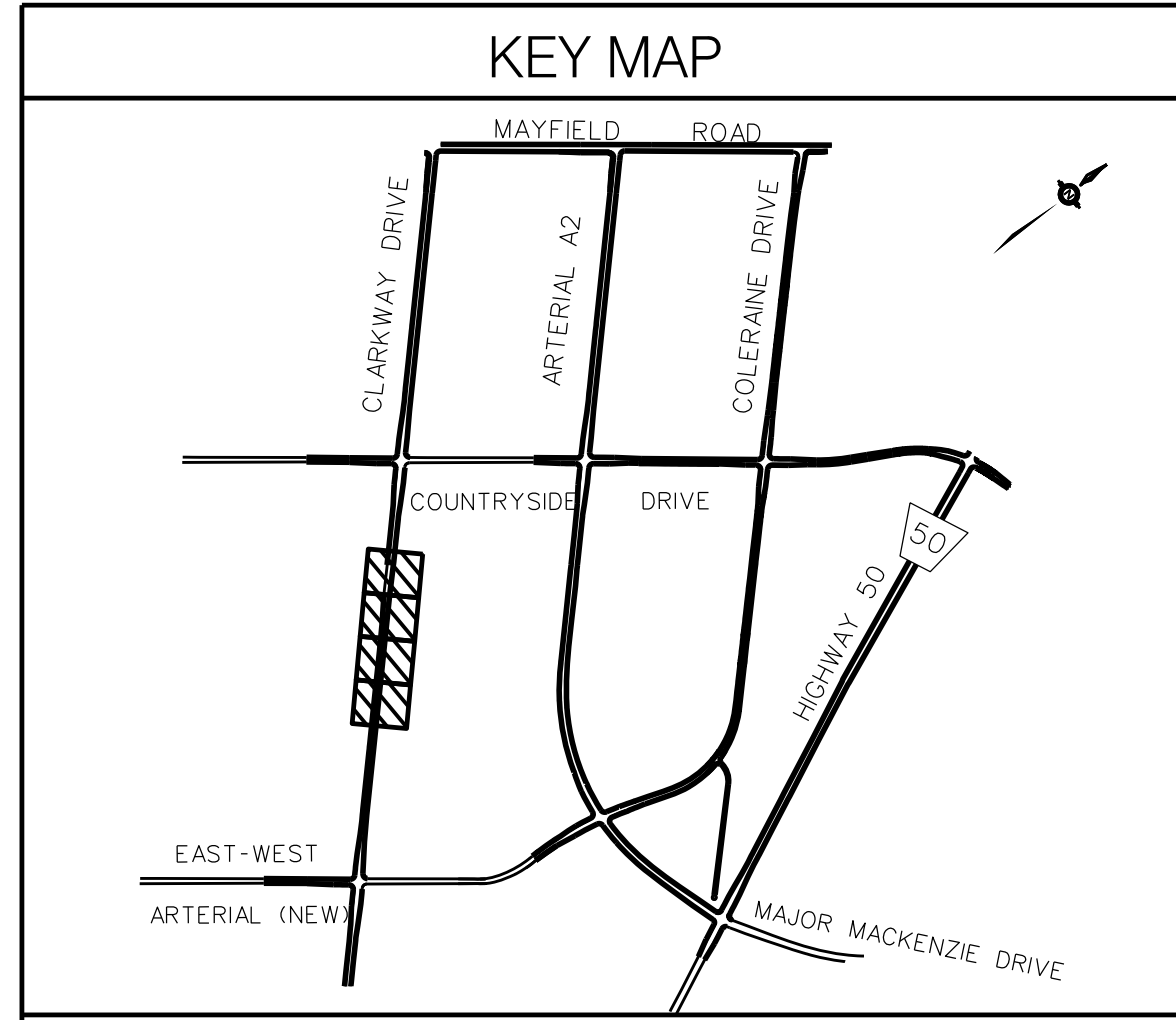 KEY MAP
MAYFIELD ROAD
CLARKWAY DRIVE
ARTERIAL A2
COLERAINE DRIVE
N
COUNTRYSIDE DRIVE
50
HIGHWAY 50
EAST-WEST
ARTERIAL (NEW)
MAJOR MACKENZIE DRIVE